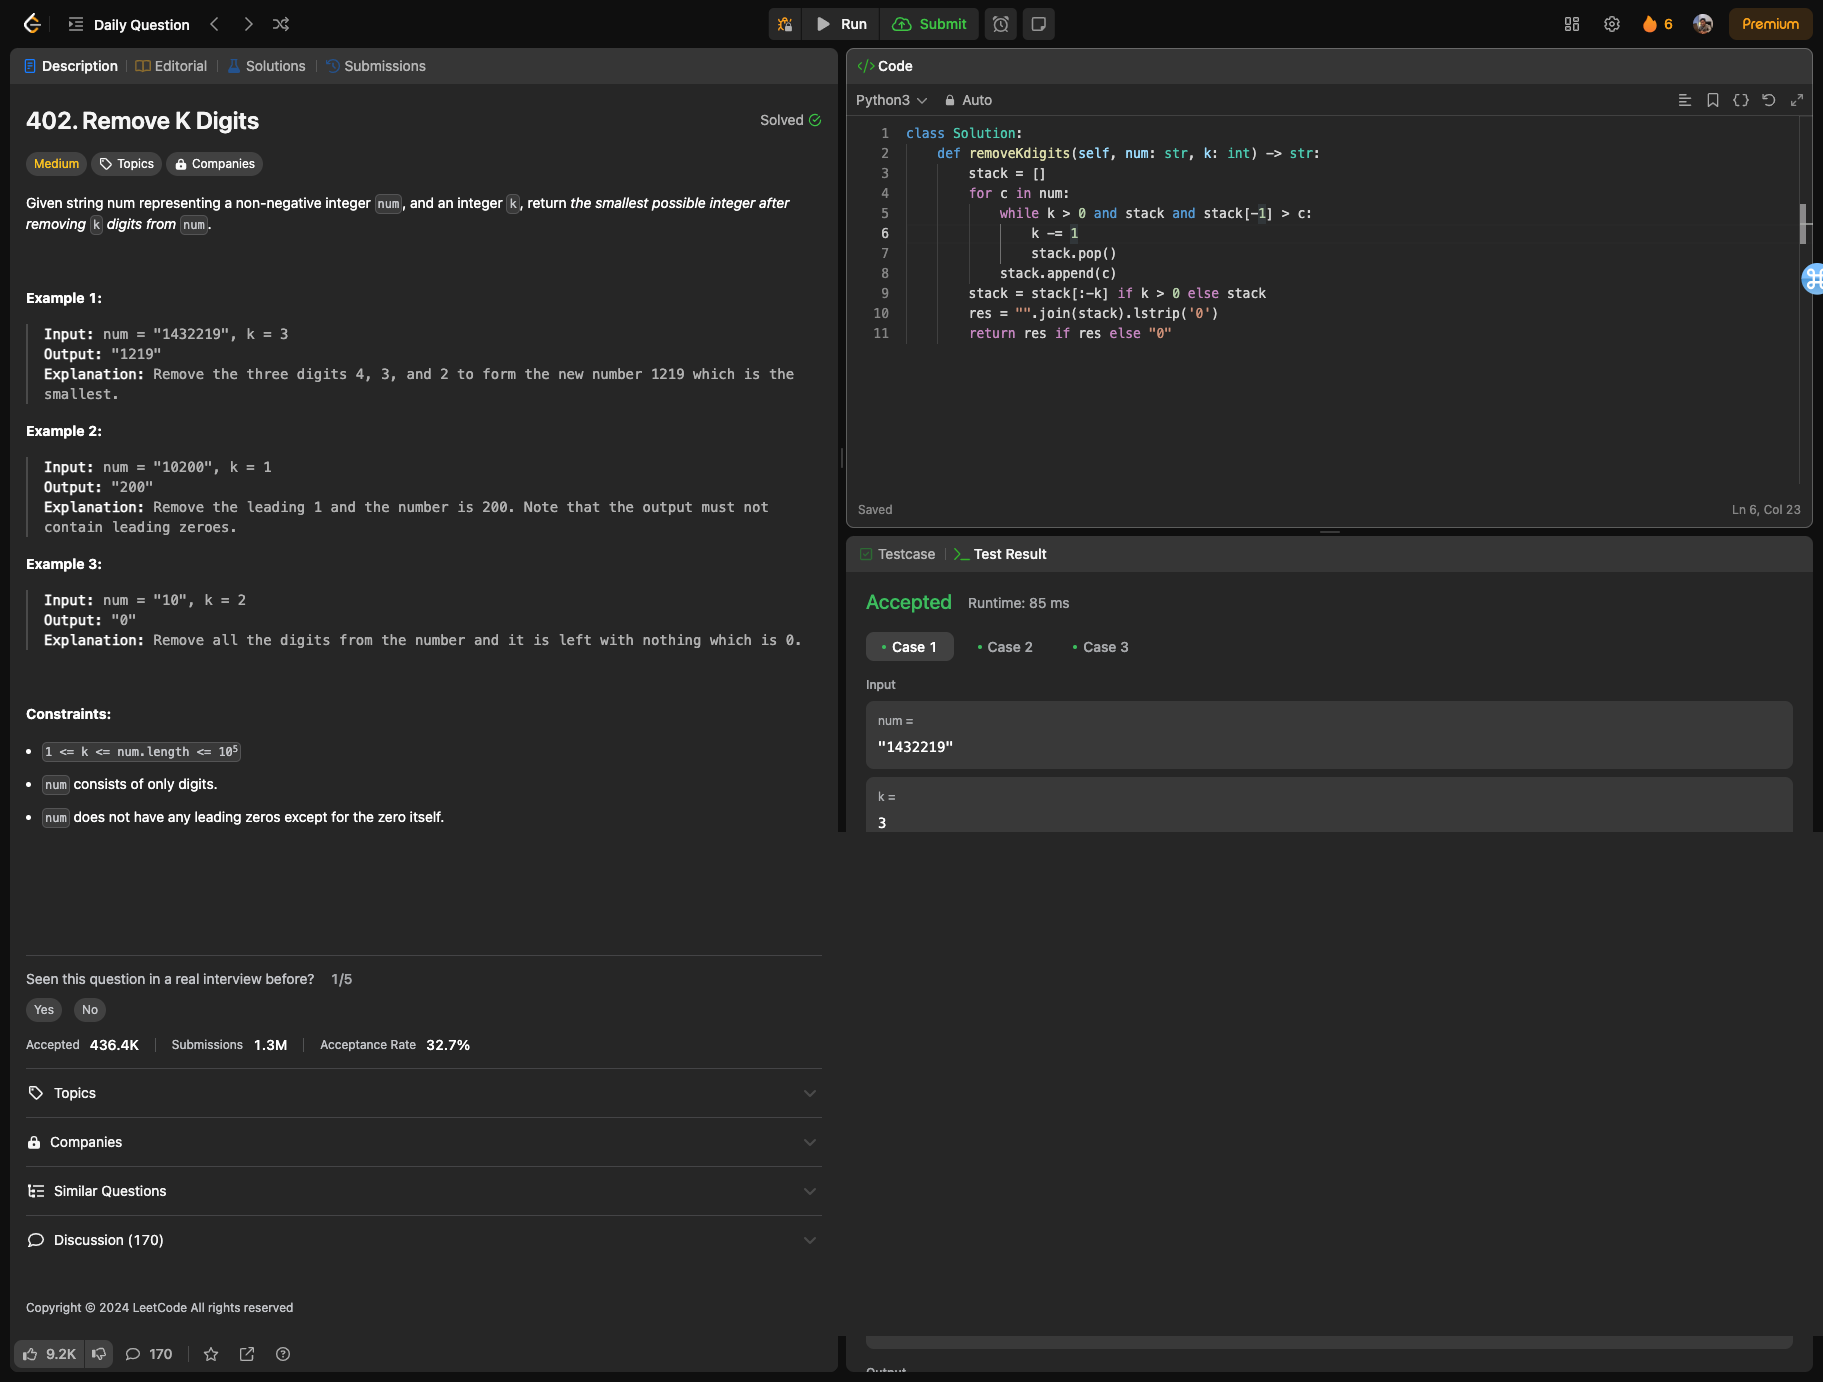 Daily Question
Run
Submit
6
Premium
Description
Editorial
Solutions
Submissions
402. Remove K Digits
Solved
Medium
Topics
Companies
Given string num representing a non-negative integer num, and an integer k, return the smallest possible integer after
removing k digits from num.
Example 1:
Input: num = "1432219", k = 3
Output: "1219"
Explanation: Remove the three digits 4, 3, and 2 to form the new number 1219 which is the
smallest.
Example 2:
Input: num = "10200", k = 1
Output: "200"
Explanation: Remove the leading 1 and the number is 200. Note that the output must not
contain leading zeroes.
Example 3:
Input: num = "10", k = 2
Output: "0"
Explanation: Remove all the digits from the number and it is left with nothing which is 0.
Constraints:
• 1 <= k <= num.length <= 10⁵
• num consists of only digits.
• num does not have any leading zeros except for the zero itself.
Seen this question in a real interview before? 1/5
Yes
No
Accepted 436.4K
Submissions 1.3M
Acceptance Rate 32.7%
Topics
Companies
Similar Questions
Discussion (170)
Copyright © 2024 LeetCode All rights reserved
9.2K
170
</> Code
Python3
Auto
1 class Solution:
2 def removeKdigits(self, num: str, k: int) -> str:
3 stack = []
4 for c in num:
5 while k > 0 and stack and stack[-1] > c:
6 k -= 1
7 stack.pop()
8 stack.append(c)
9 stack = stack[:-k] if k > 0 else stack
10 res = "".join(stack).lstrip('0')
11 return res if res else "0"
Saved
Ln 6, Col 23
Testcase
>_ Test Result
Accepted
Runtime: 85 ms
• Case 1
• Case 2
• Case 3
Input
num =
"1432219"
k =
3
Output